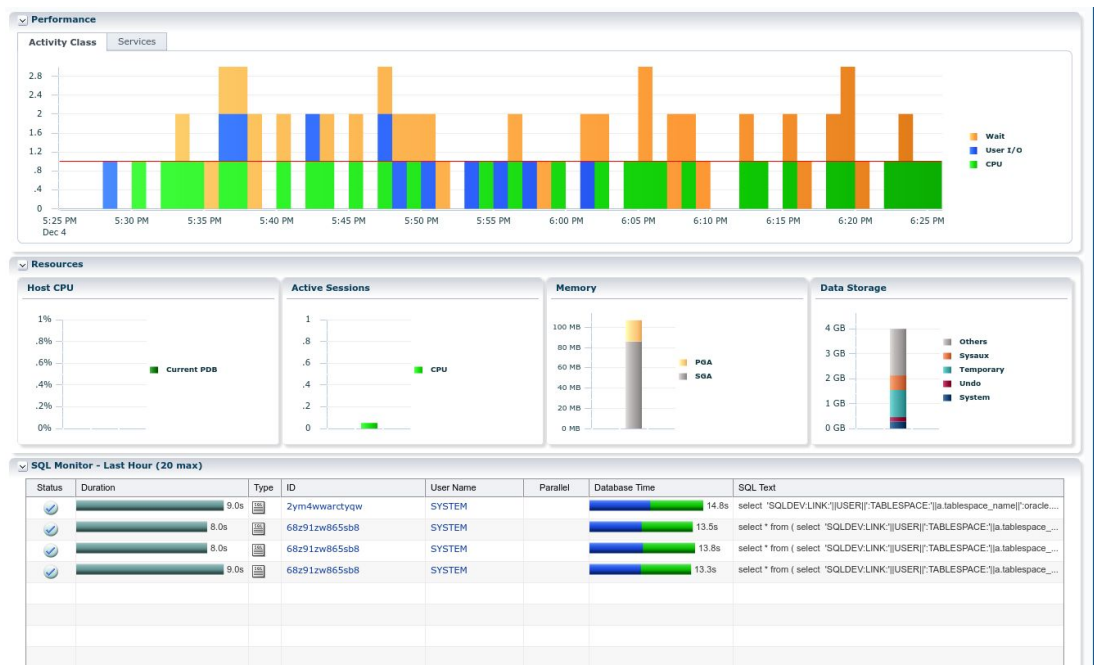 Performance
Activity Class Services
2.8
2.4
2
1.6
1.2
.8
.4
0
5:25 PM 5:30 PM 5:35 PM 5:40 PM 5:45 PM 5:50 PM 5:55 PM 6:00 PM 6:05 PM 6:10 PM 6:15 PM 6:20 PM 6:25 PM
Dec 4
Wait
User I/O
CPU
Resources
Host CPU
1%
.8%
.6%
.4%
.2%
0%
Current PDB
Active Sessions
1
.8
.6
.4
.2
0
CPU
Memory
100 MB
80 MB
60 MB
40 MB
20 MB
0 MB
PGA
SGA
Data Storage
4 GB
3 GB
2 GB
1 GB
0 GB
Others
Sysaux
Temporary
Undo
System
SQL Monitor - Last Hour (20 max)
Status Duration Type ID User Name Parallel Database Time SQL Text
9.0s SQL 2ym4wwarctyqw SYSTEM 14.8s select 'SQLDEV:LINK:'||USER||':TABLESPACE:'||a.tablespace_name||':oracle....
8.0s SQL 68z91zw865sb8 SYSTEM 13.5s select * from ( select 'SQLDEV:LINK:'||USER||':TABLESPACE:'||a.tablespace_...
8.0s SQL 68z91zw865sb8 SYSTEM 13.8s select * from ( select 'SQLDEV:LINK:'||USER||':TABLESPACE:'||a.tablespace_...
9.0s SQL 68z91zw865sb8 SYSTEM 13.3s select * from ( select 'SQLDEV:LINK:'||USER||':TABLESPACE:'||a.tablespace_...